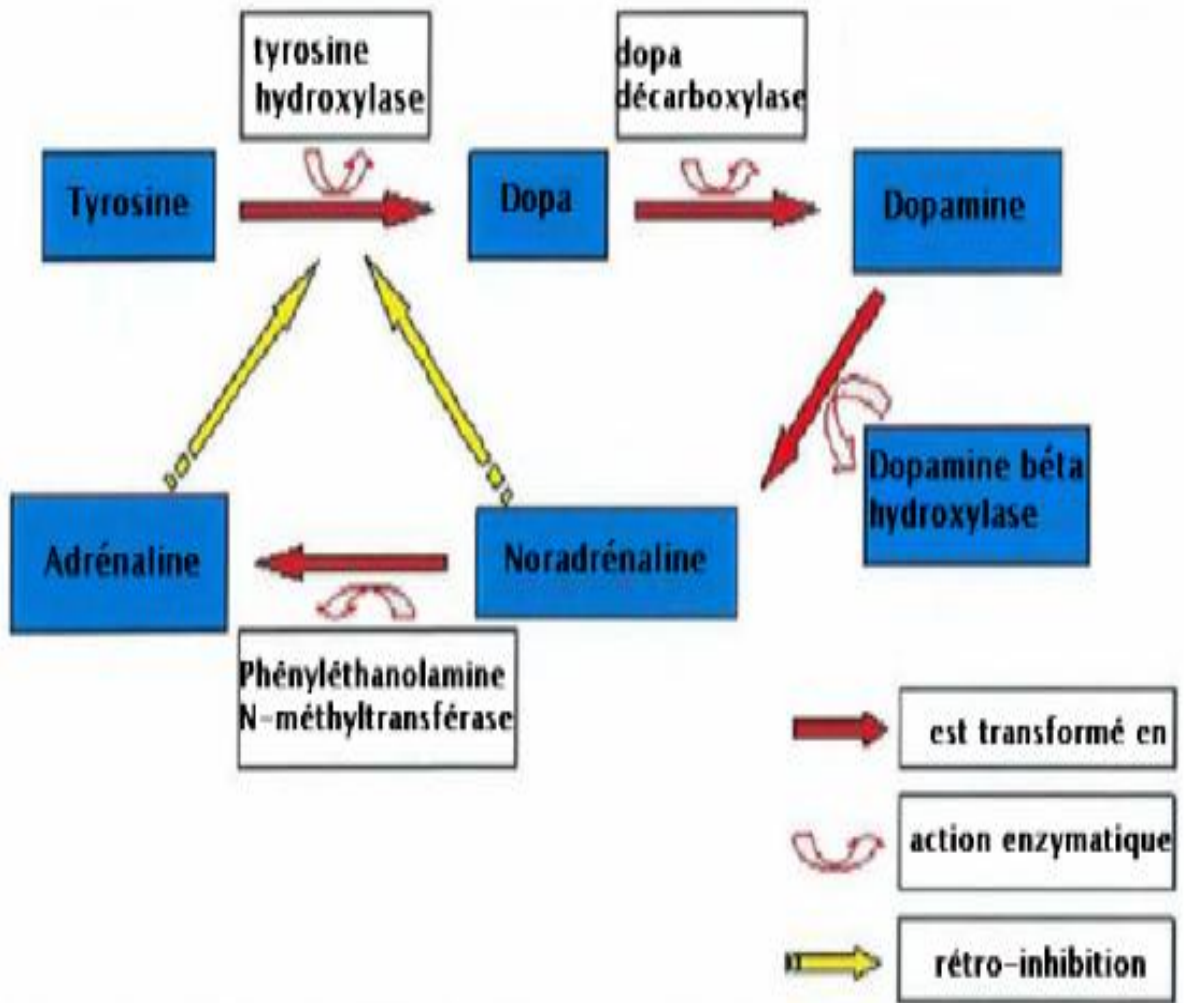 tyrosine
hydroxylase
dopa
décarboxylase
Tyrosine
Dopa
Dopamine
Dopamine béta
hydroxylase
Adrénaline
Noradrénaline
Phényléthanolamine
N-méthyltransférase
est transformé en
action enzymatique
rétro-inhibition